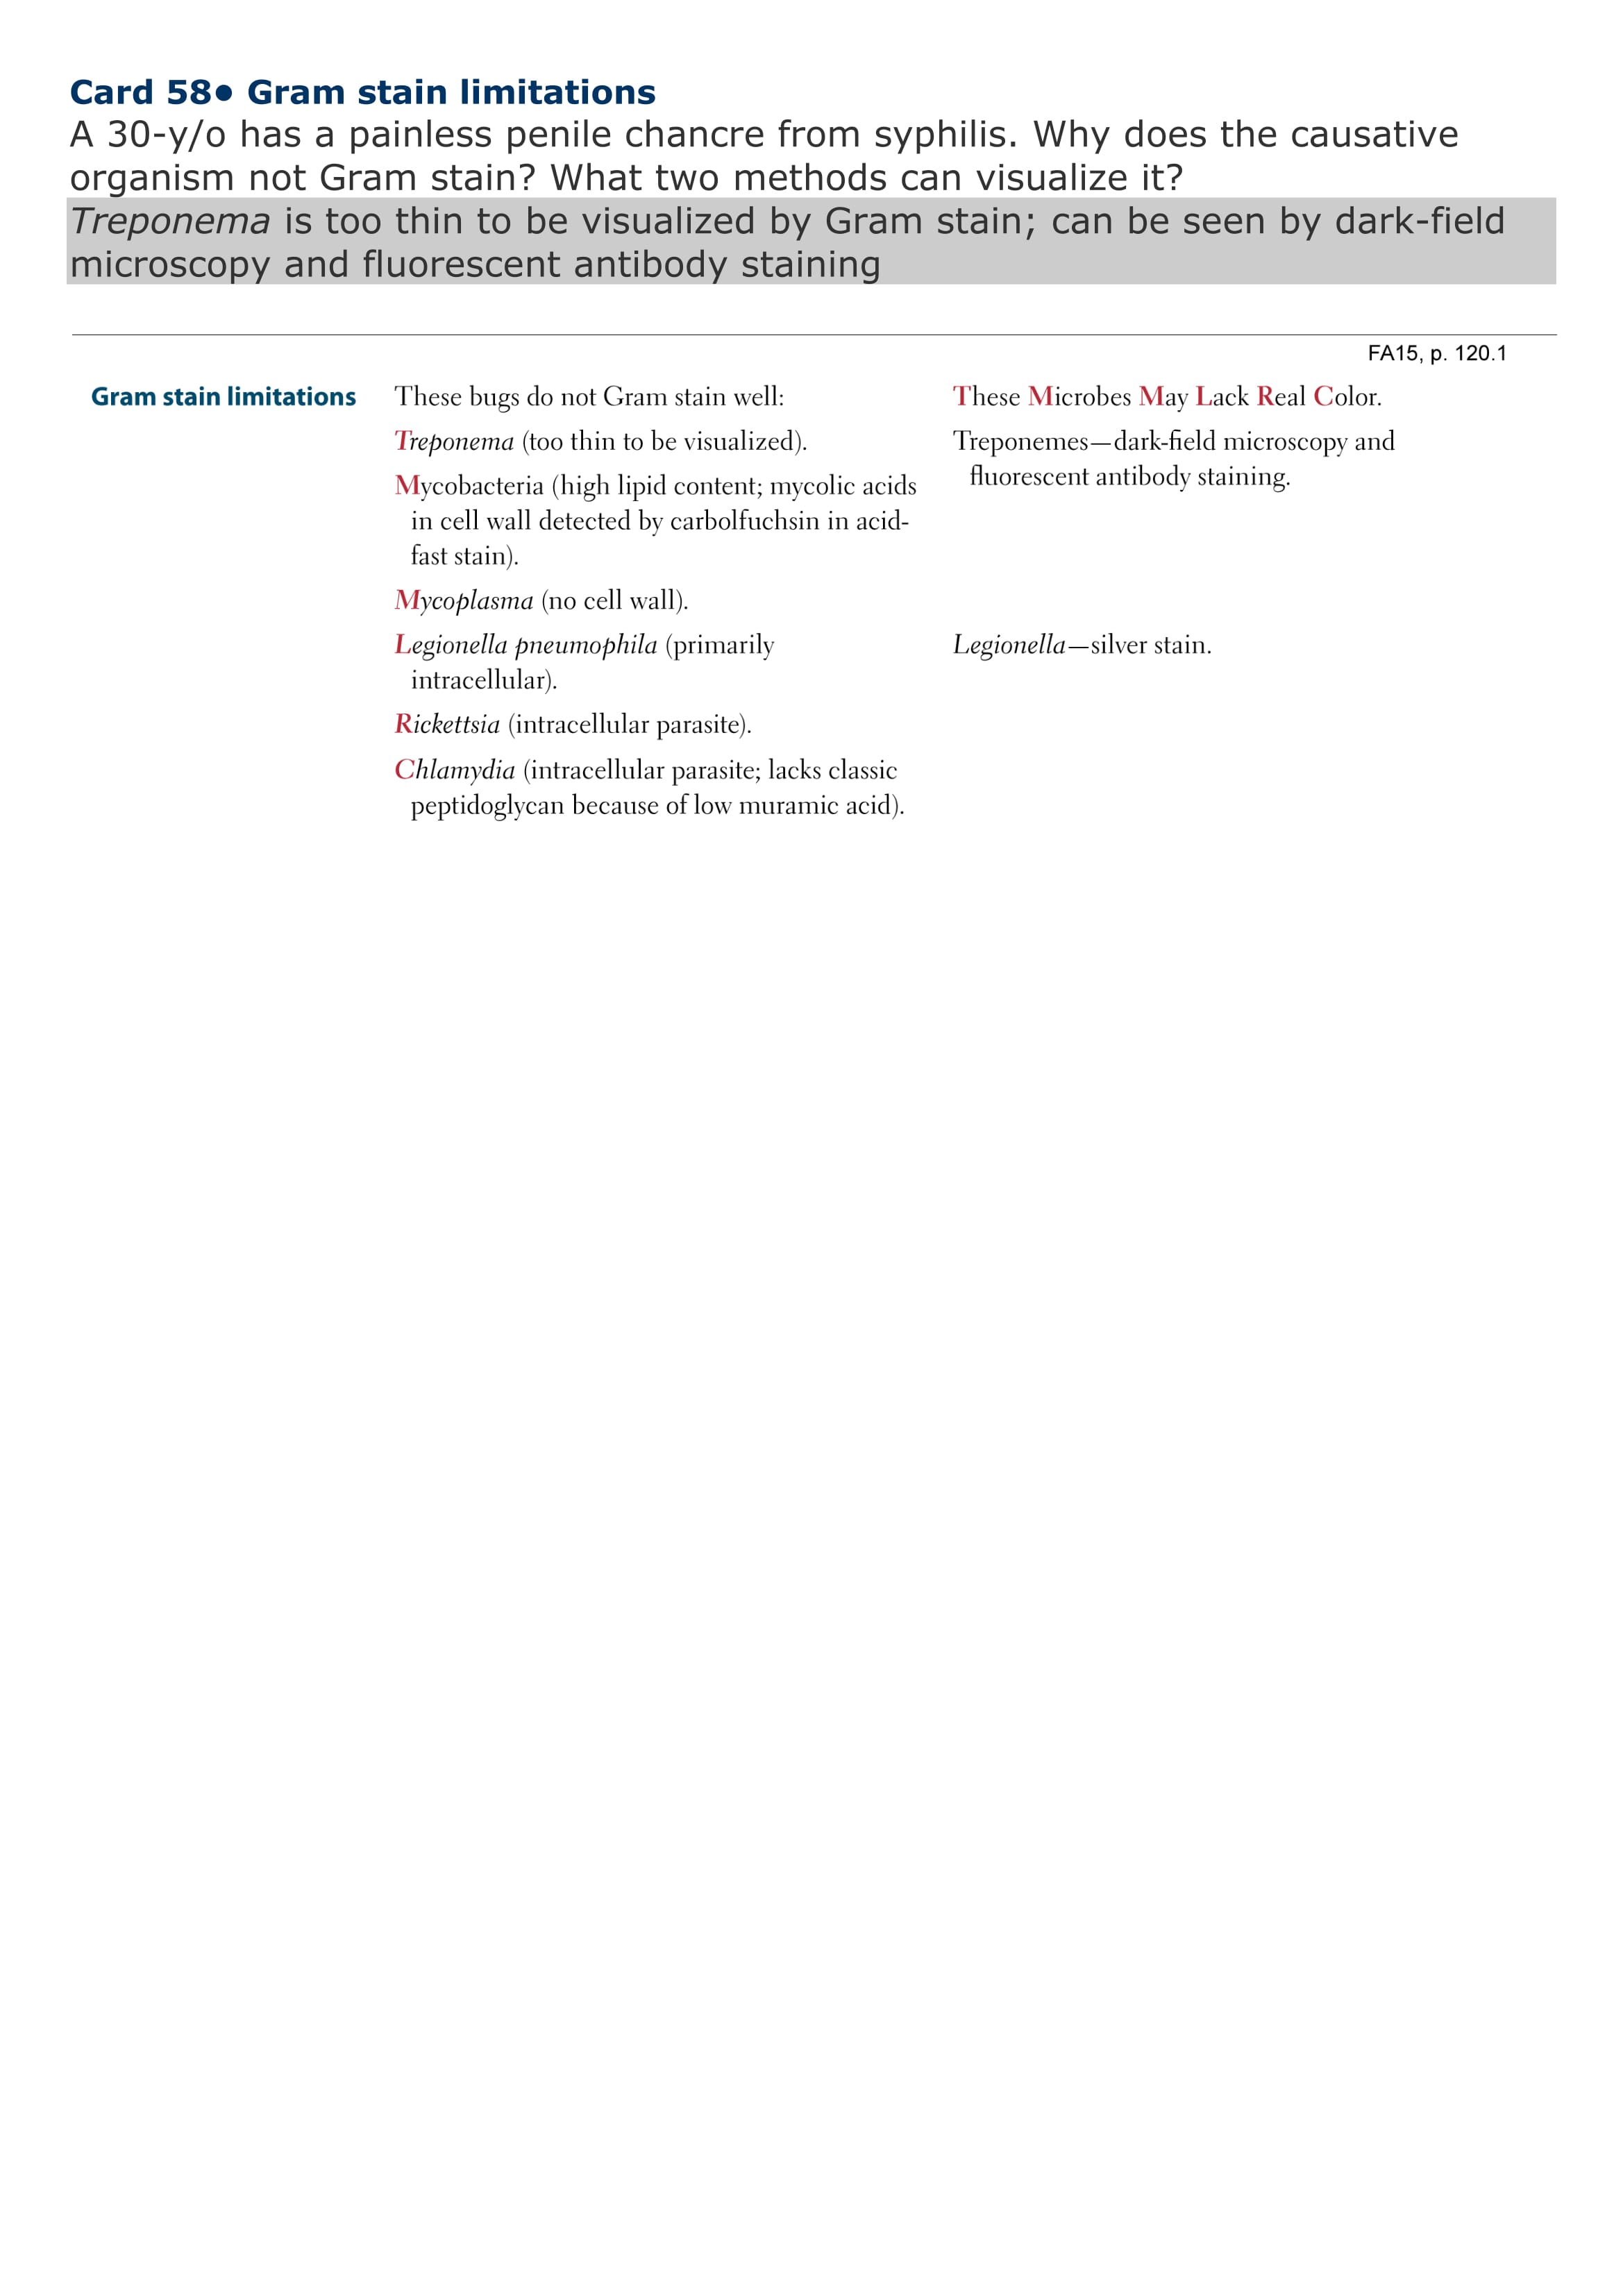 Card 58● Gram stain limitations
A 30-y/o has a painless penile chancre from syphilis. Why does the causative
organism not Gram stain? What two methods can visualize it?
Treponema is too thin to be visualized by Gram stain; can be seen by dark-field
microscopy and fluorescent antibody staining
FA15, p. 120.1
Gram stain limitations
These bugs do not Gram stain well:
Treponema (too thin to be visualized).
Mycobacteria (high lipid content; mycolic acids
in cell wall detected by carbolfuchsin in acid-
fast stain).
Mycoplasma (no cell wall).
Legionella pneumophila (primarily
intracellular).
Rickettsia (intracellular parasite).
Chlamydia (intracellular parasite; lacks classic
peptidoglycan because of low muramic acid).
These Microbes May Lack Real Color.
Treponemes—dark-field microscopy and
fluorescent antibody staining.
Legionella—silver stain.